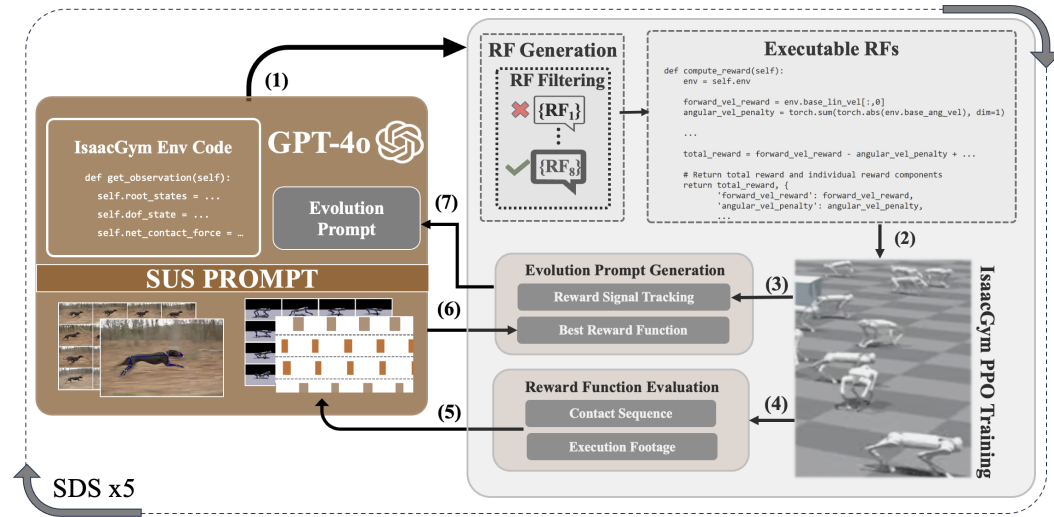 (1)
GPT-4o
IsaacGym Env Code
def get_observation(self):
self.root_states = ...
self.dof_state = ...
self.net_contact_force = …
Evolution
Prompt
(7)
SUS PROMPT
(6)
(5)
RF Generation
RF Filtering
{RF1}
{RF8}
Executable RFs
def compute_reward(self):
env = self.env
forward_vel_reward = env.base_lin_vel[:,0]
angular_vel_penalty = torch.sum(torch.abs(env.base_ang_vel), dim=1)
...
total_reward = forward_vel_reward - angular_vel_penalty + ...
# Return total reward and individual reward components
return total_reward, {
'forward_vel_reward': forward_vel_reward,
'angular_vel_penalty': angular_vel_penalty,
...
(2)
Evolution Prompt Generation
Reward Signal Tracking
Best Reward Function
(3)
Reward Function Evaluation
Contact Sequence
Execution Footage
(4)
IsaacGym PPO Training
SDS x5